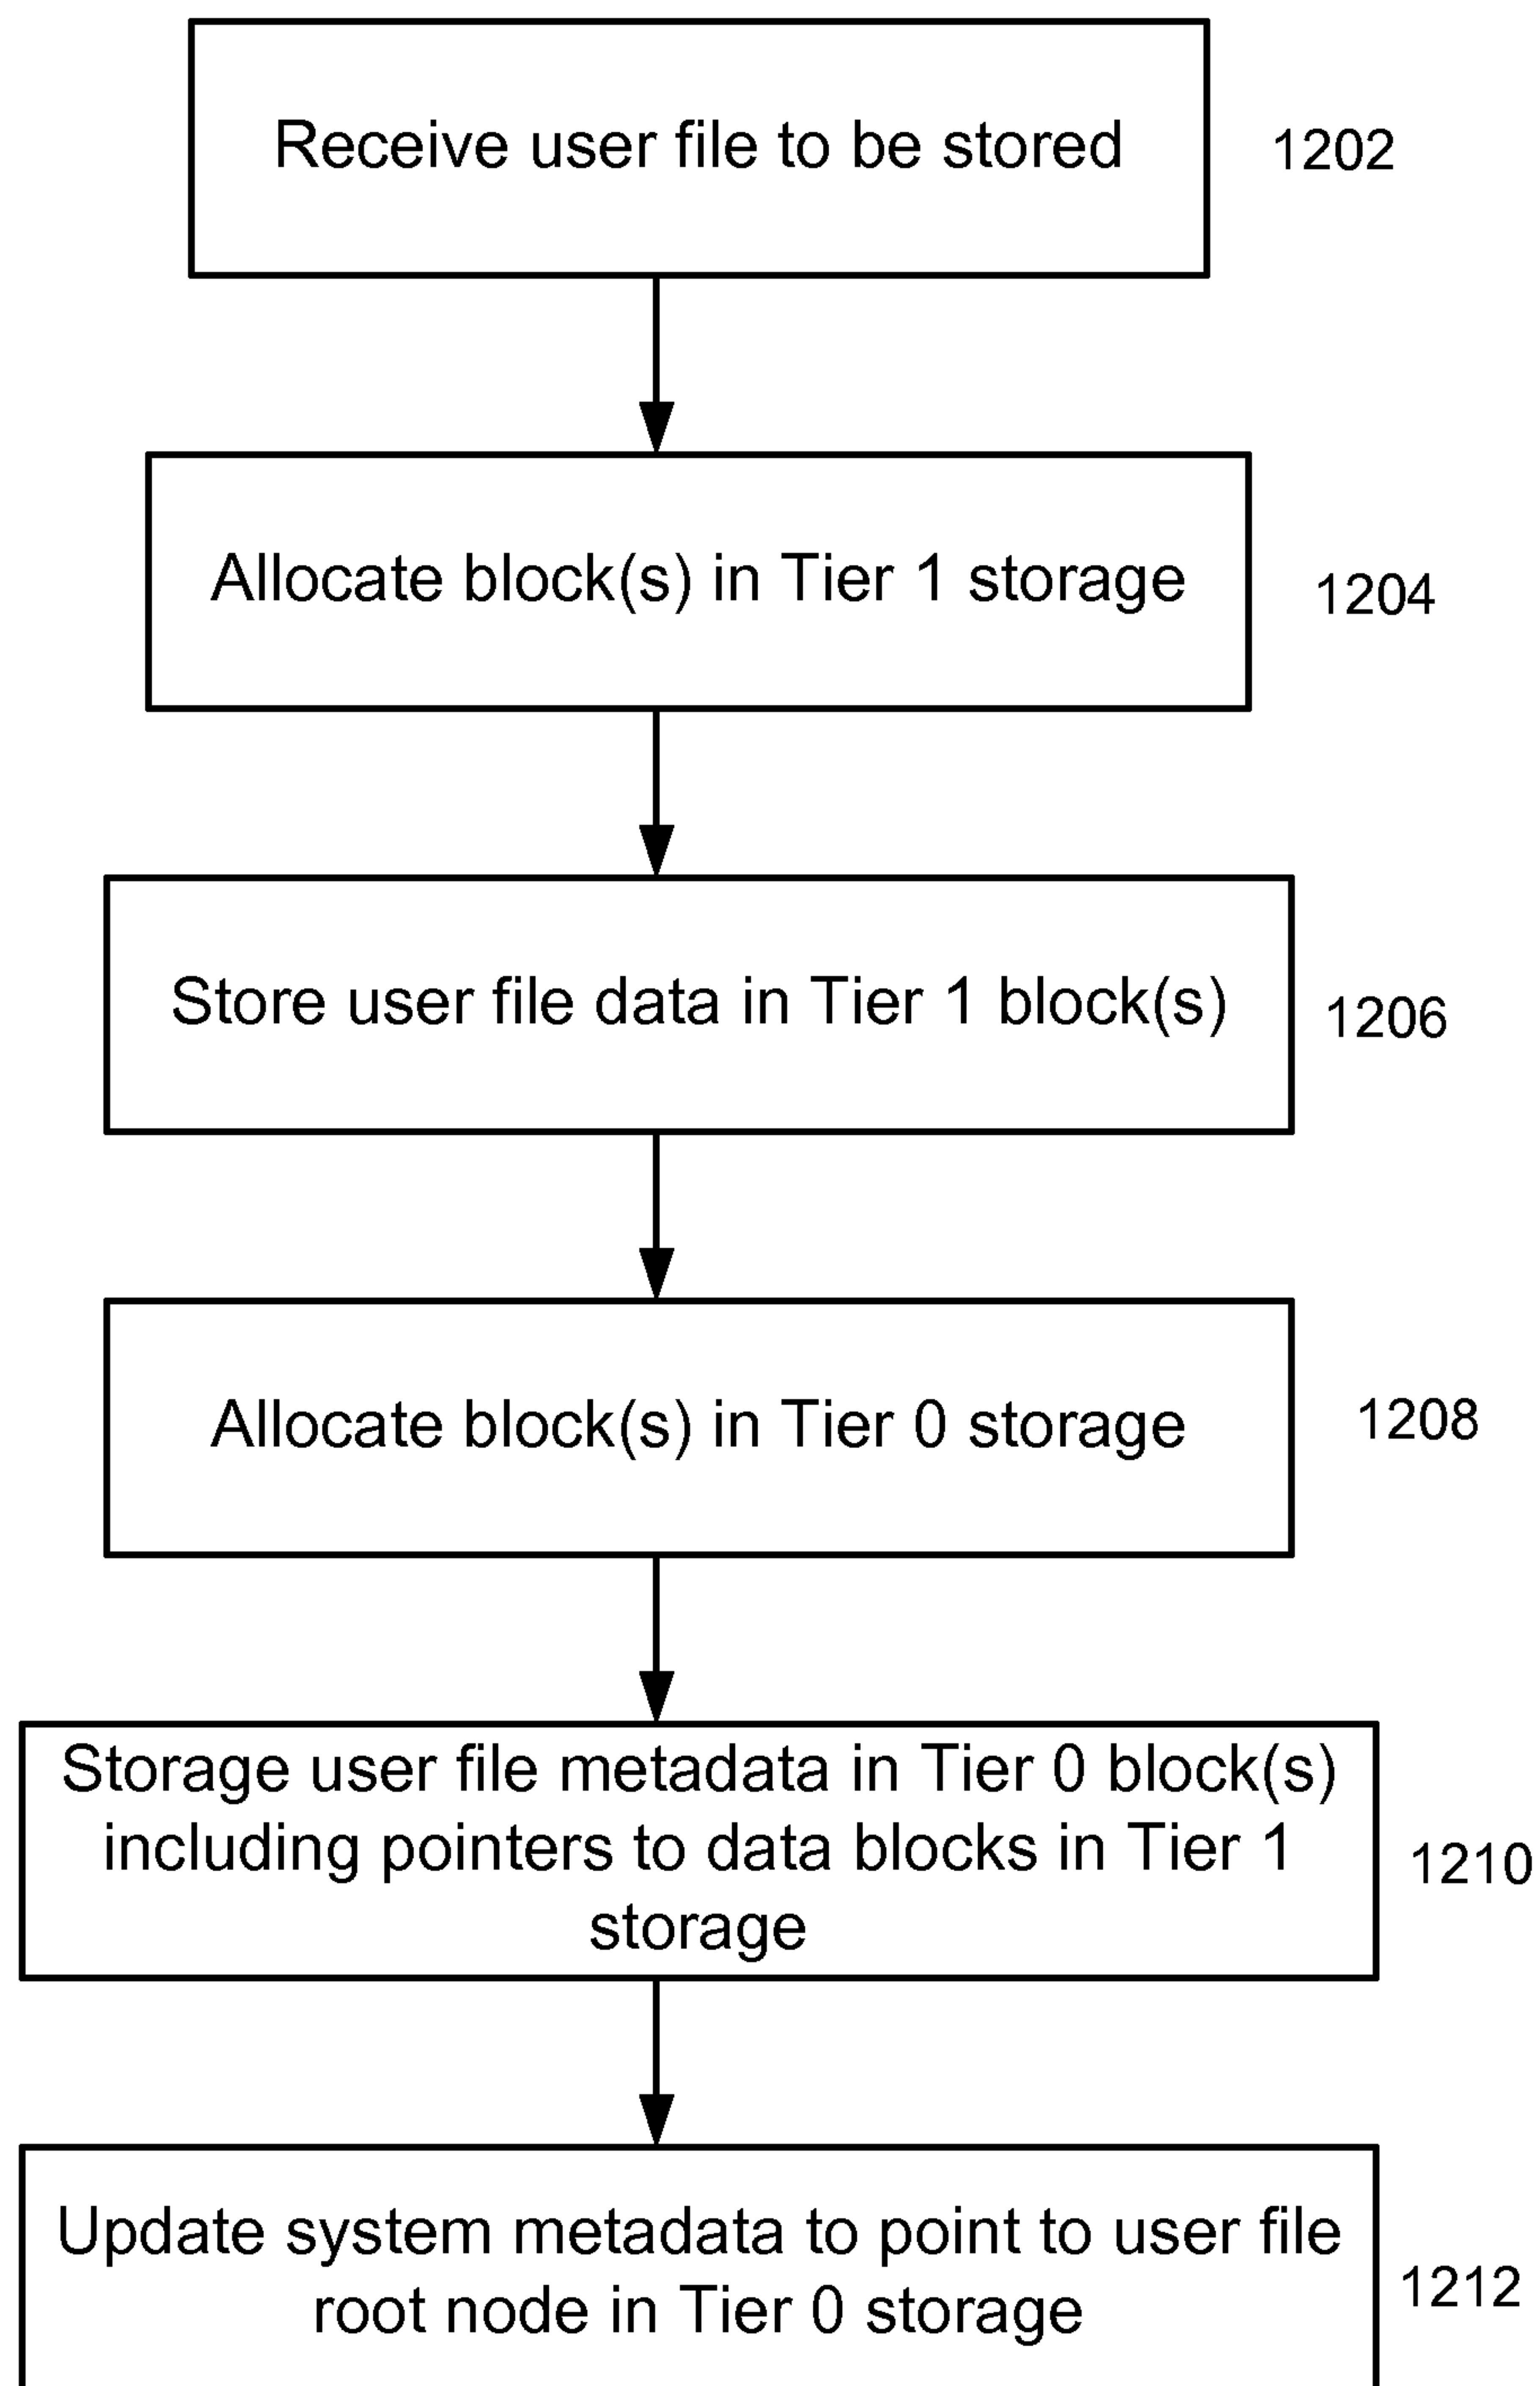 Receive user file to be stored
1202
Allocate block(s) in Tier 1 storage
1204
Store user file data in Tier 1 block(s)
1206
Allocate block(s) in Tier 0 storage
1208
Storage user file metadata in Tier 0 block(s)
including pointers to data blocks in Tier 1
storage
1210
Update system metadata to point to user file
root node in Tier 0 storage
1212